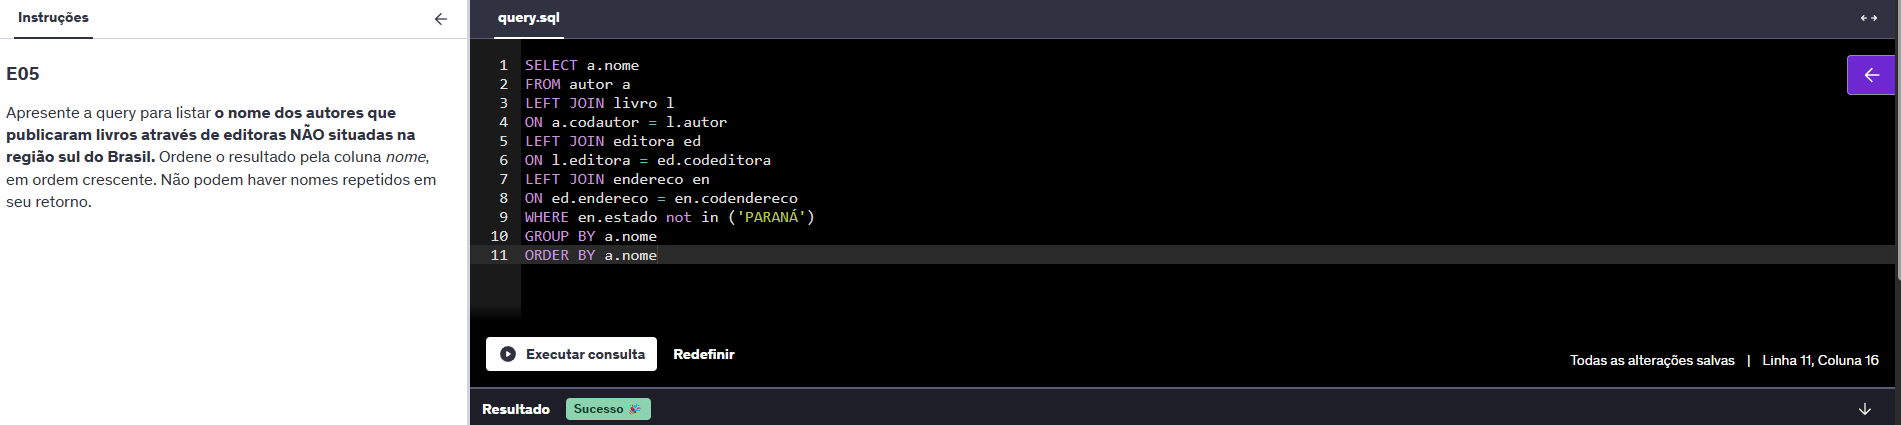 Instruções
E05
Apresente a query para listar o nome dos autores que
publicaram livros através de editoras NÃO situadas na
região sul do Brasil. Ordene o resultado pela coluna nome,
em ordem crescente. Não podem haver nomes repetidos em
seu retorno.
query.sql
1 SELECT a.nome
2 FROM autor a
3 LEFT JOIN livro l
4 ON a.codautor = l.autor
5 LEFT JOIN editora ed
6 ON l.editora = ed.codeditora
7 LEFT JOIN endereco en
8 ON ed.endereco = en.codendereco
9 WHERE en.estado not in ('PARANÁ')
10 GROUP BY a.nome
11 ORDER BY a.nome
Executar consulta Redefinir
Todas as alterações salvas | Linha 11, Coluna 16
Resultado Sucesso 🎉